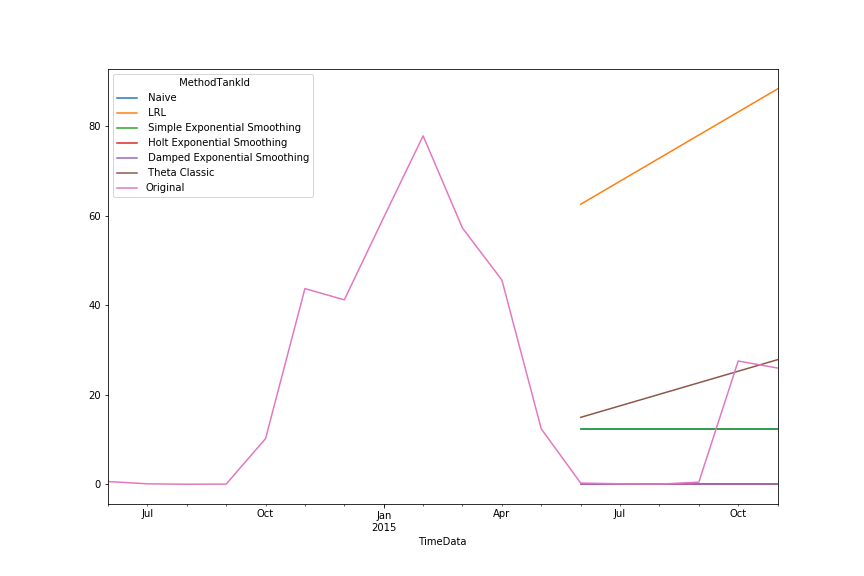 MethodTankId
Naive
LRL
Simple Exponential Smoothing
Holt Exponential Smoothing
Damped Exponential Smoothing
Theta Classic
Original
80
60
40
20
0
Jul
Oct
Jan
2015
Apr
Jul
Oct
TimeData